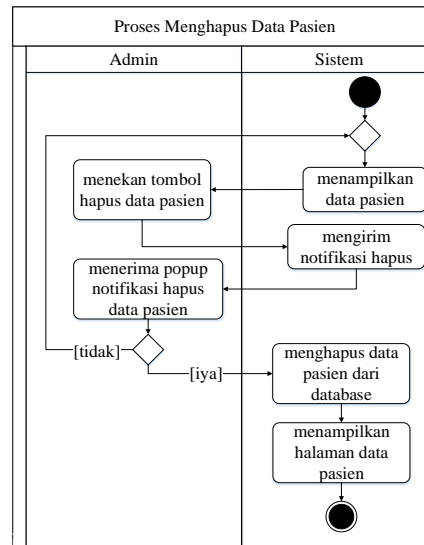 Proses Menghapus Data Pasien
Admin
Sistem
menampilkan
data pasien
menekan tombol
hapus data pasien
mengirim
notifikasi hapus
menerima popup
notifikasi hapus
data pasien
[tidak]
[iya]
menghapus data
pasien dari
database
menampilkan
halaman data
pasien